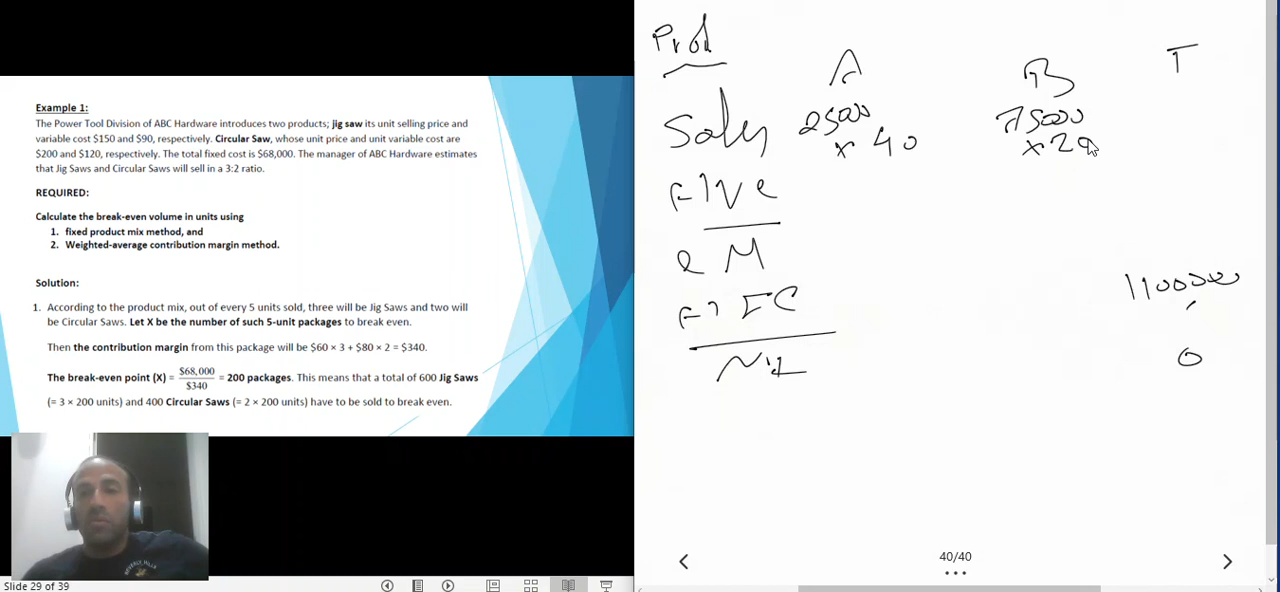 Example 1:
The Power Tool Division of ABC Hardware introduces two products; jig saw its unit selling price and
variable cost $150 and $90, respectively. Circular Saw, whose unit price and unit variable cost are
$200 and $120, respectively. The total fixed cost is $68,000. The manager of ABC Hardware estimates
that Jig Saws and Circular Saws will sell in a 3:2 ratio.
REQUIRED:
Calculate the break-even volume in units using
1. fixed product mix method, and
2. Weighted-average contribution margin method.
Solution:
1. According to the product mix, out of every 5 units sold, three will be Jig Saws and two will
be Circular Saws. Let X be the number of such 5-unit packages to break even.
Then the contribution margin from this package will be $60 × 3 + $80 × 2 = $340.
The break-even point (X) = $68,000 / $340 = 200 packages. This means that a total of 600 Jig Saws
(= 3 × 200 units) and 400 Circular Saws (= 2 × 200 units) have to be sold to break even.
BEVERLY HILLS
Slide 29 of 39
Prod
A B T
Sales 2500 7500
x 40 x 20
(-) VC
CM
(-) FC 110000
NI 0
40/40